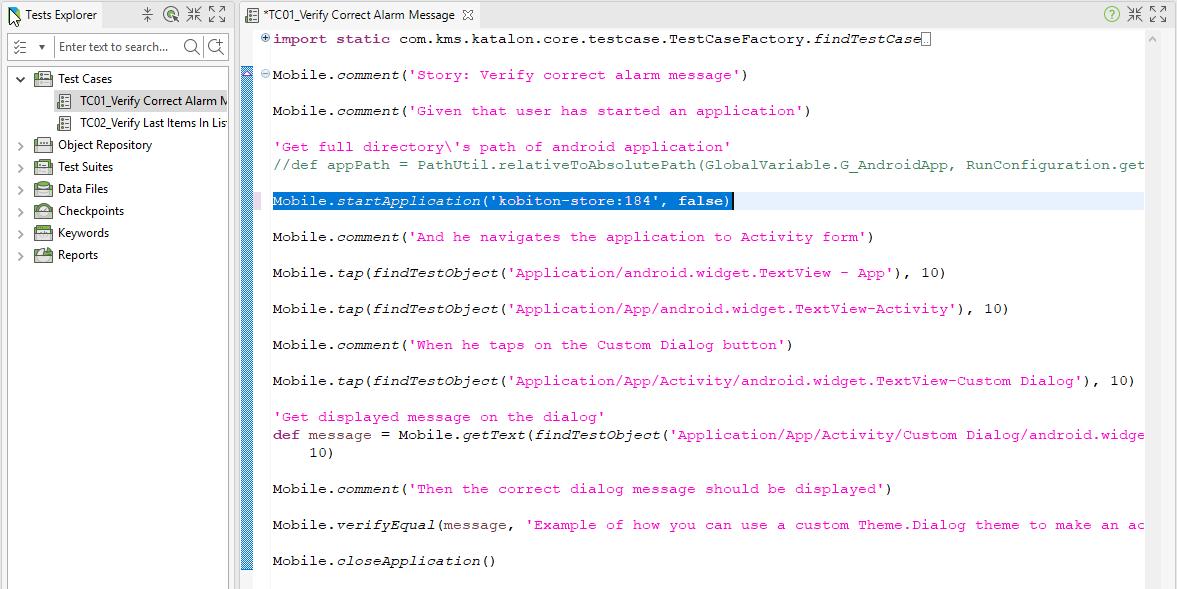 Tests Explorer
Enter text to search...
Test Cases
TC01_Verify Correct Alarm M
TC02_Verify Last Items In Lis
Object Repository
Test Suites
Data Files
Checkpoints
Keywords
Reports
*TC01_Verify Correct Alarm Message
import static com.kms.katalon.core.testcase.TestCaseFactory.findTestCase
Mobile.comment('Story: Verify correct alarm message')
Mobile.comment('Given that user has started an application')
'Get full directory\'s path of android application'
//def appPath = PathUtil.relativeToAbsolutePath(GlobalVariable.G_AndroidApp, RunConfiguration.get
Mobile.startApplication('kobiton-store:184', false)
Mobile.comment('And he navigates the application to Activity form')
Mobile.tap(findTestObject('Application/android.widget.TextView - App'), 10)
Mobile.tap(findTestObject('Application/App/android.widget.TextView-Activity'), 10)
Mobile.comment('When he taps on the Custom Dialog button')
Mobile.tap(findTestObject('Application/App/Activity/android.widget.TextView-Custom Dialog'), 10)
'Get displayed message on the dialog'
def message = Mobile.getText(findTestObject('Application/App/Activity/Custom Dialog/android.widge
10)
Mobile.comment('Then the correct dialog message should be displayed')
Mobile.verifyEqual(message, 'Example of how you can use a custom Theme.Dialog theme to make an ac
Mobile.closeApplication()